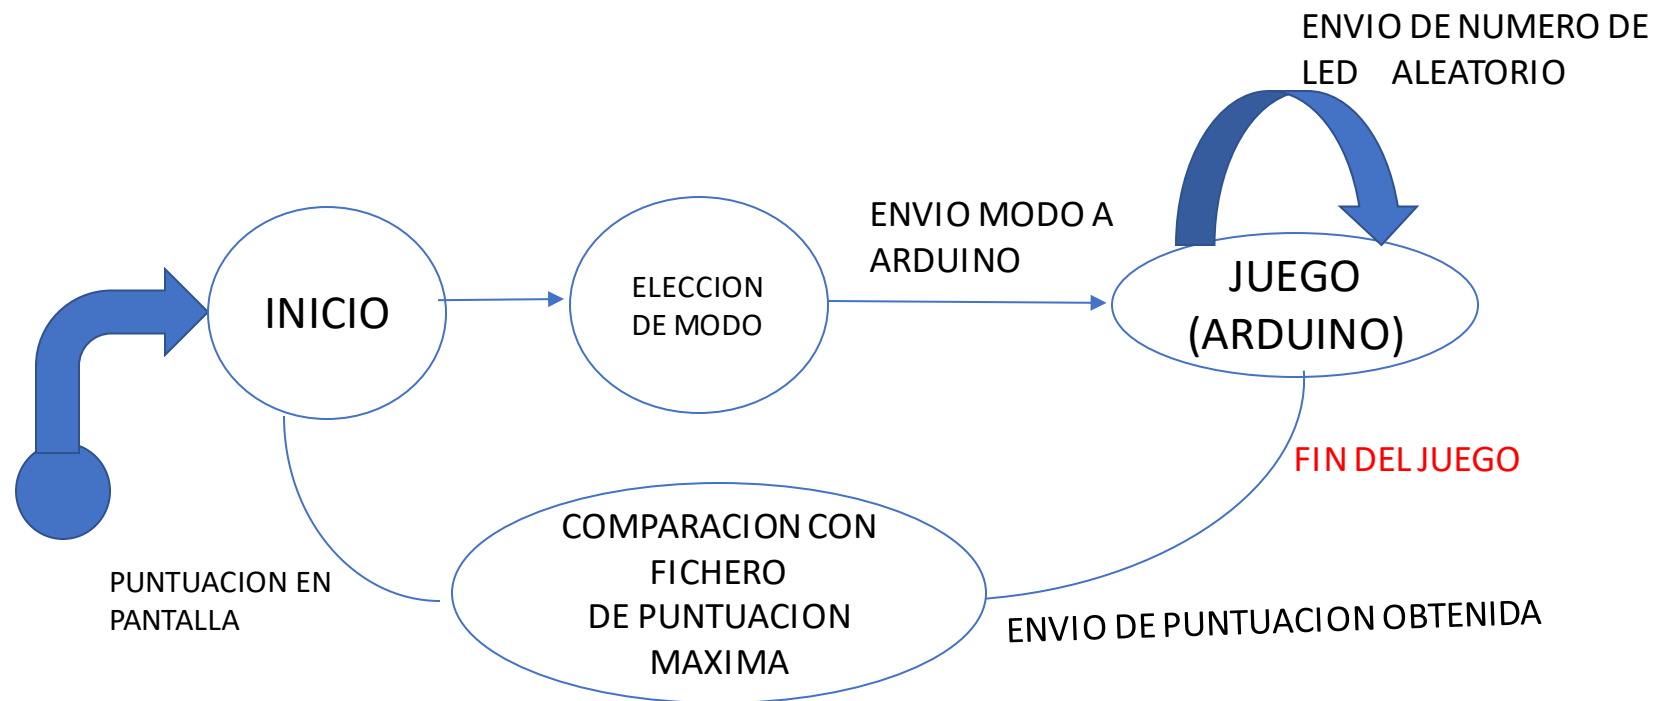 ENVIO DE NUMERO DE
LED ALEATORIO
ENVIO MODO A
ARDUINO
INICIO
ELECCION
DE MODO
JUEGO
(ARDUINO)
FIN DEL JUEGO
COMPARACION CON
FICHERO
DE PUNTUACION
MAXIMA
PUNTUACION EN
PANTALLA
ENVIO DE PUNTUACION OBTENIDA